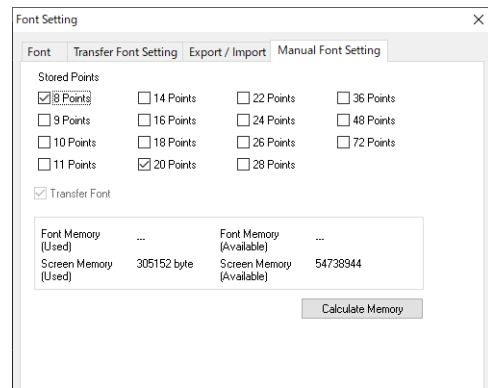 Font Setting
Font Transfer Font Setting Export / Import Manual Font Setting
Stored Points
8 Points 14 Points 22 Points 36 Points
9 Points 16 Points 24 Points 48 Points
10 Points 18 Points 26 Points 72 Points
11 Points 20 Points 28 Points
Transfer Font
Font Memory ... Font Memory ...
(Used) (Available)
Screen Memory 305152 byte Screen Memory 54738944
(Used) (Available)
Calculate Memory